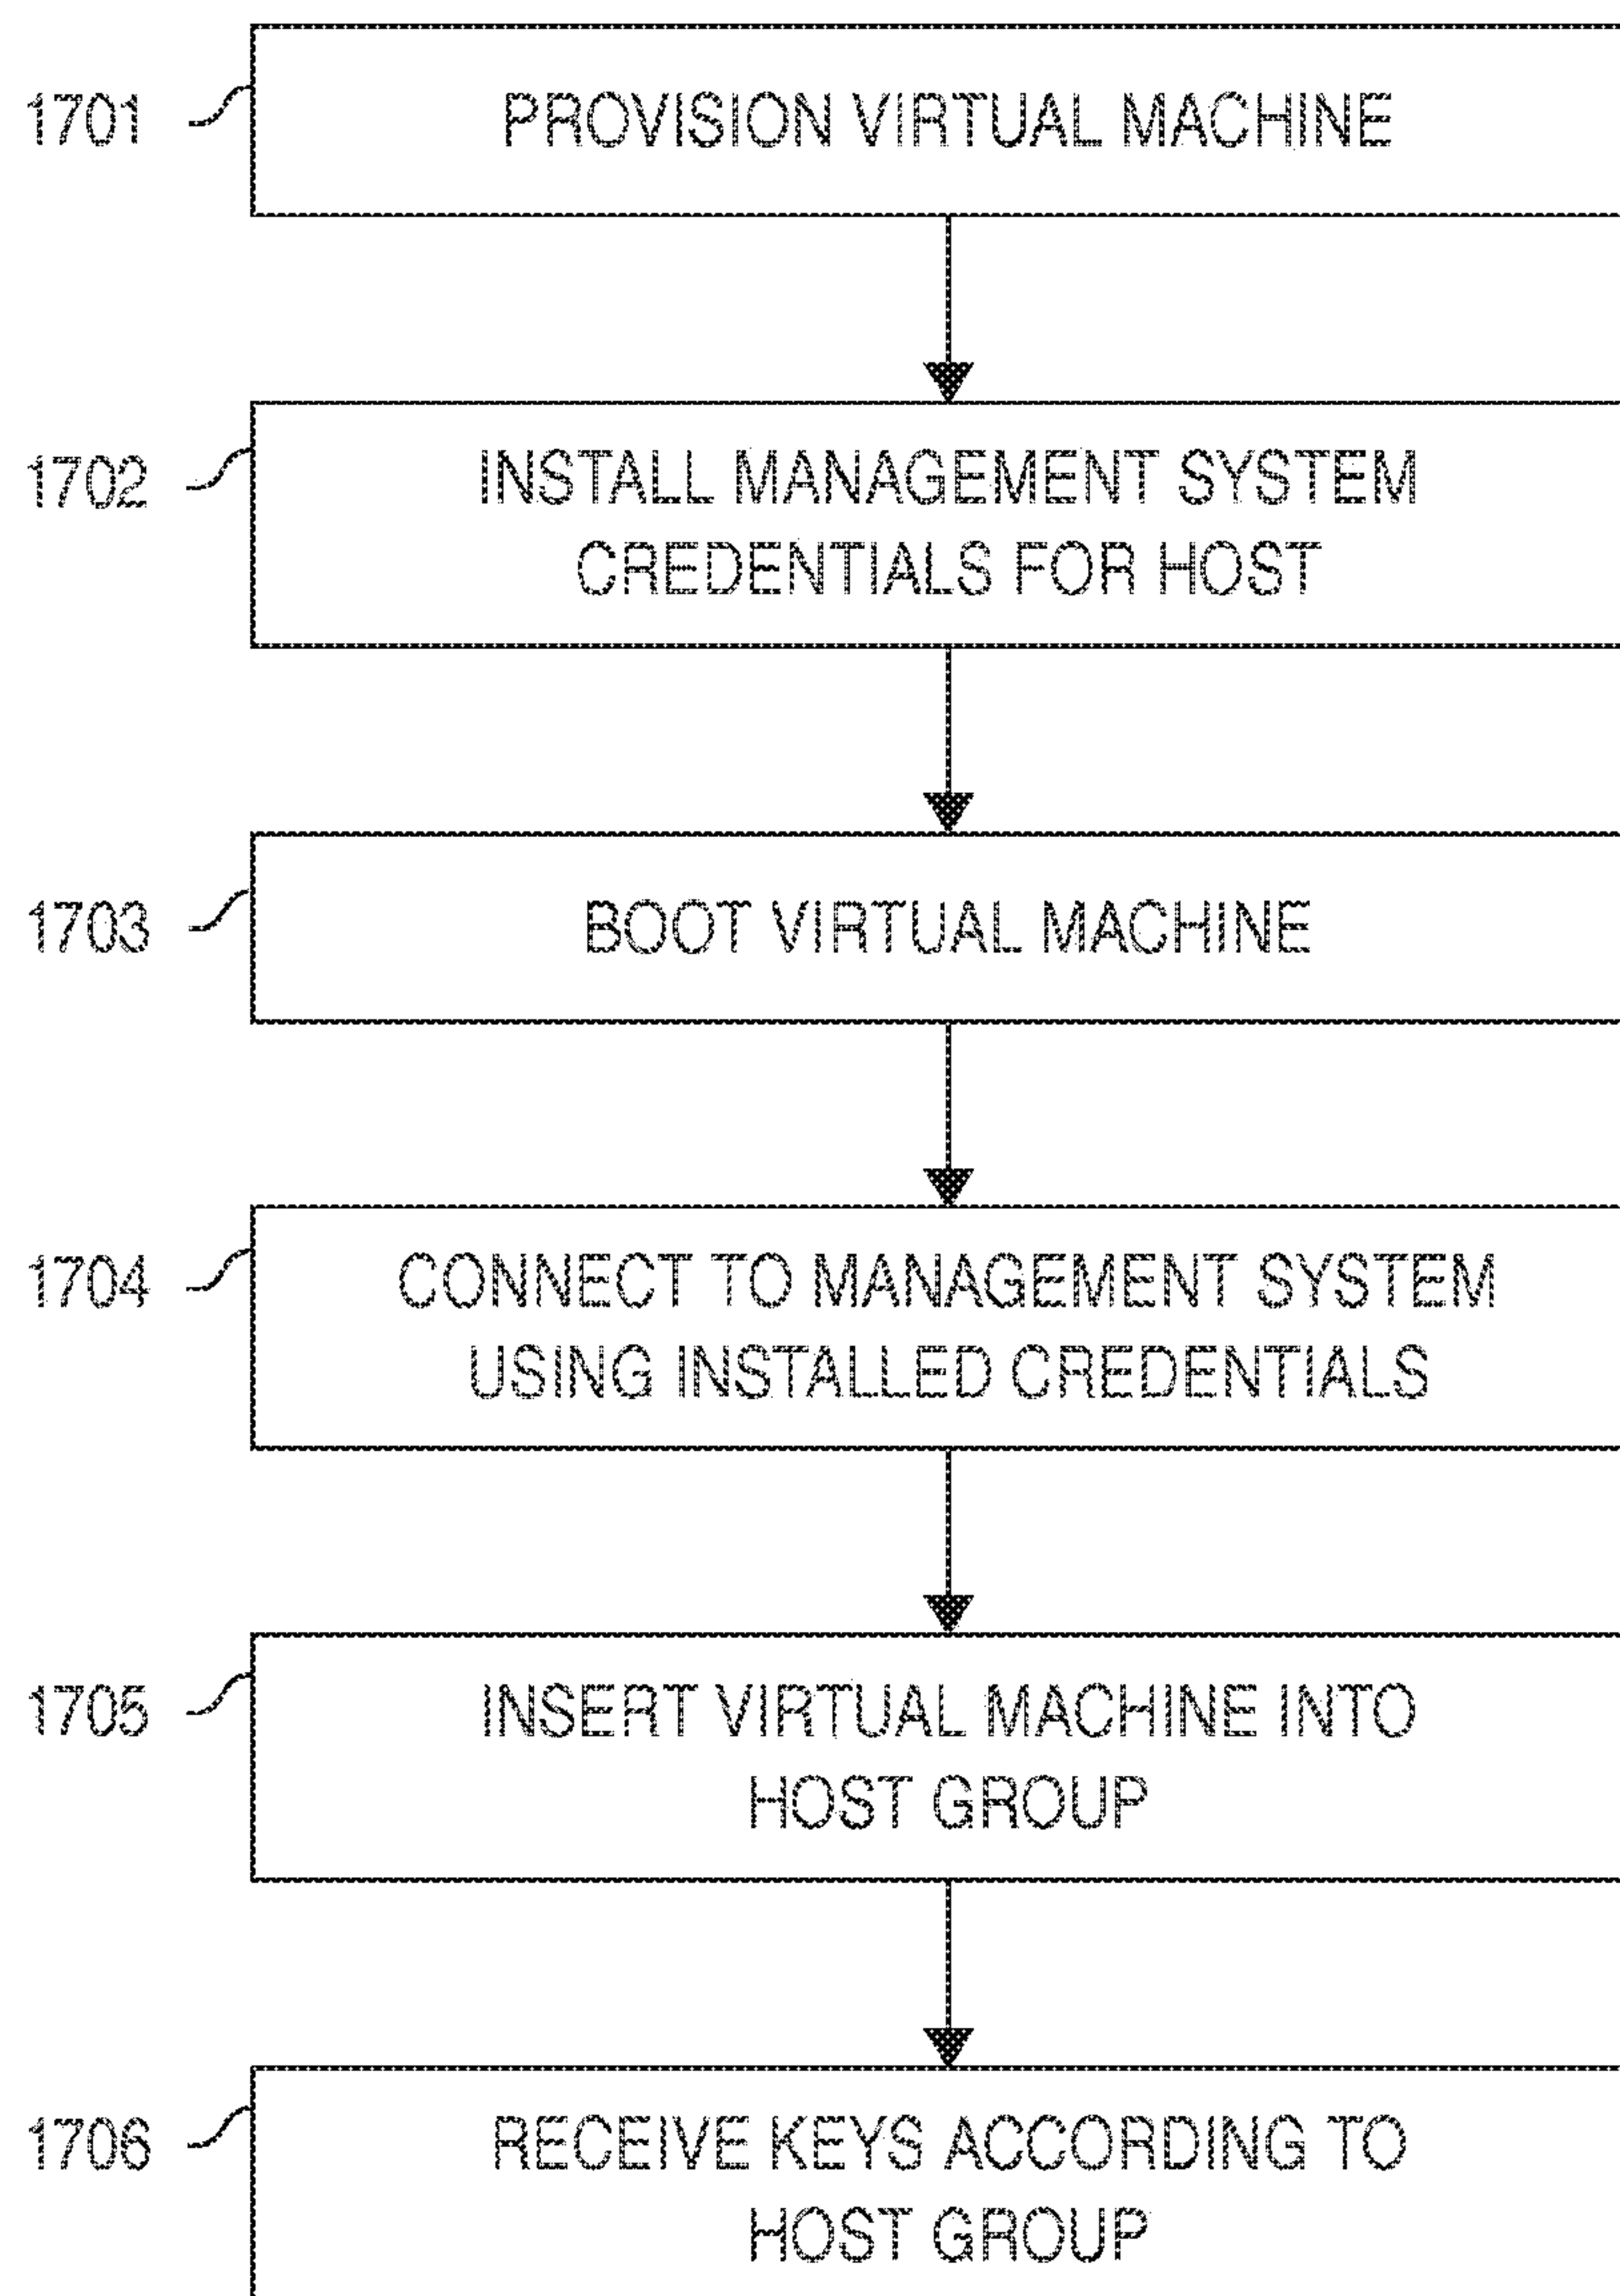 1701
PROVISION VIRTUAL MACHINE
1702
INSTALL MANAGEMENT SYSTEM
CREDENTIALS FOR HOST
1703
BOOT VIRTUAL MACHINE
1704
CONNECT TO MANAGEMENT SYSTEM
USING INSTALLED CREDENTIALS
1705
INSERT VIRTUAL MACHINE INTO
HOST GROUP
1706
RECEIVE KEYS ACCORDING TO
HOST GROUP